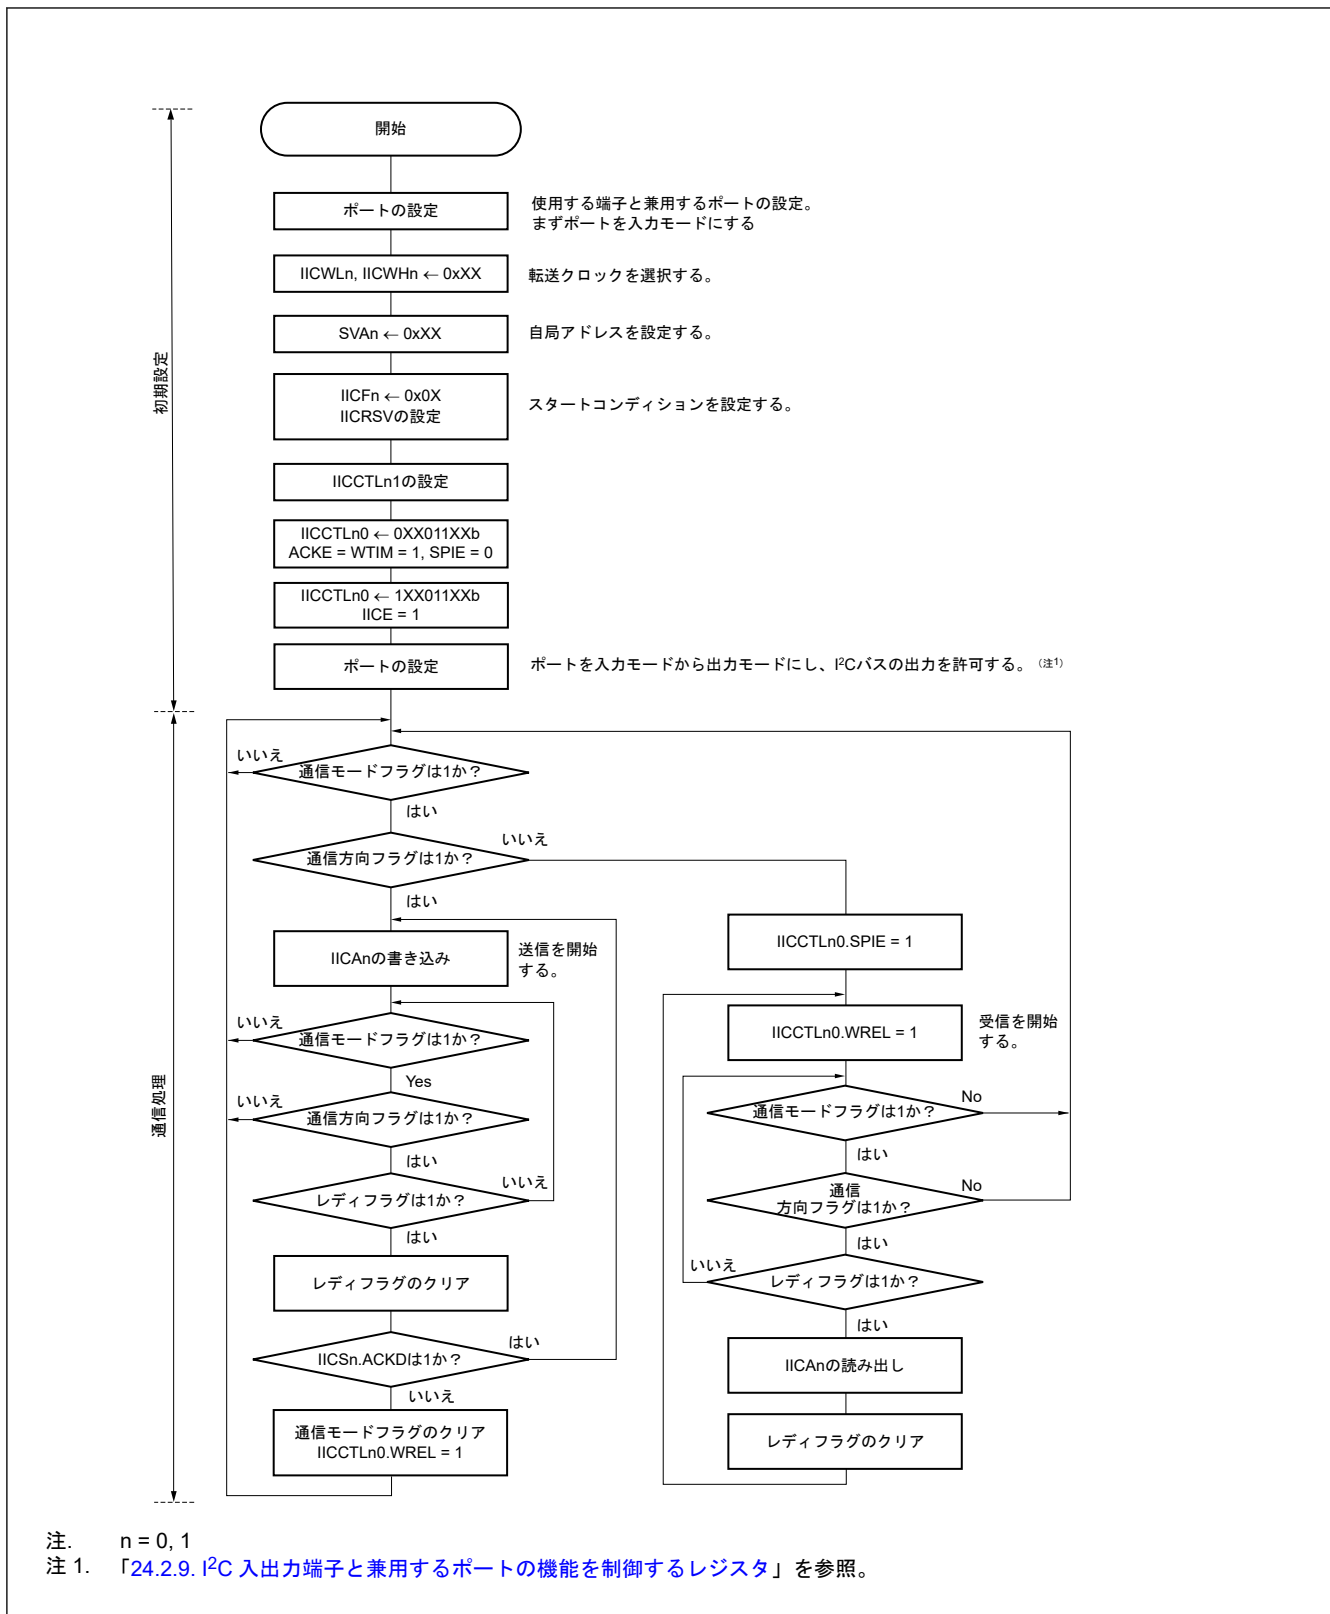 開始
ポートの設定
使用する端子と兼用するポートの設定。
まずポートを入力モードにする
IICWLn, IICWHn ← 0xXX
転送クロックを選択する。
SVAn ← 0xXX
自局アドレスを設定する。
初期設定
IICFn ← 0x0X
IICRSVの設定
スタートコンディションを設定する。
IICCTLn1の設定
IICCTLn0 ← 0XX011XXb
ACKE = WTIM = 1, SPIE = 0
IICCTLn0 ← 1XX011XXb
IICE = 1
ポートの設定
ポートを入力モードから出力モードにし、I²Cバスの出力を許可する。（注1）
いいえ
通信モードフラグは1か？
はい
いいえ
通信方向フラグは1か？
はい
IICAnの書き込み
送信を開始
する。
いいえ
通信モードフラグは1か？
Yes
いいえ
通信方向フラグは1か？
はい
いいえ
レディフラグは1か？
はい
レディフラグのクリア
はい
IICSn.ACKDは1か？
いいえ
通信モードフラグのクリア
IICCTLn0.WREL = 1
通信処理
IICCTLn0.SPIE = 1
IICCTLn0.WREL = 1
受信を開始
する。
No
通信モードフラグは1か？
はい
No
通信
方向フラグは1か？
はい
いいえ
レディフラグは1か？
はい
IICAnの読み出し
レディフラグのクリア
注. n = 0, 1
注 1. 「24.2.9. I²C 入出力端子と兼用するポートの機能を制御するレジスタ」を参照。